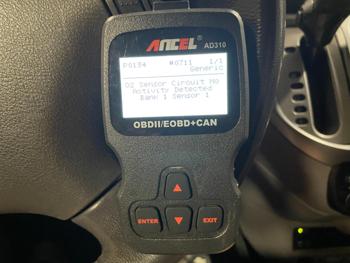 ANCEL
AD310
P0134 #0711 1/1
Generic
O2 Sensor Circuit No
Activity Detected
Bank 1 Sensor 1
OBDII/EOBD+CAN
ENTER
EXIT